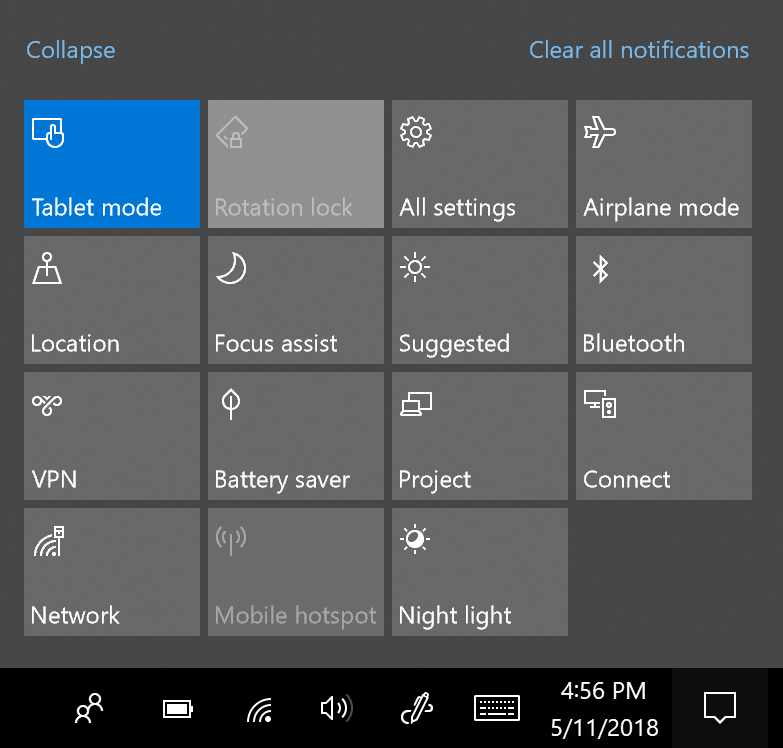 Collapse
Clear all notifications
Tablet mode
Rotation lock
All settings
Airplane mode
Location
Focus assist
Suggested
Bluetooth
VPN
Battery saver
Project
Connect
Network
Mobile hotspot
Night light
4:56 PM
5/11/2018